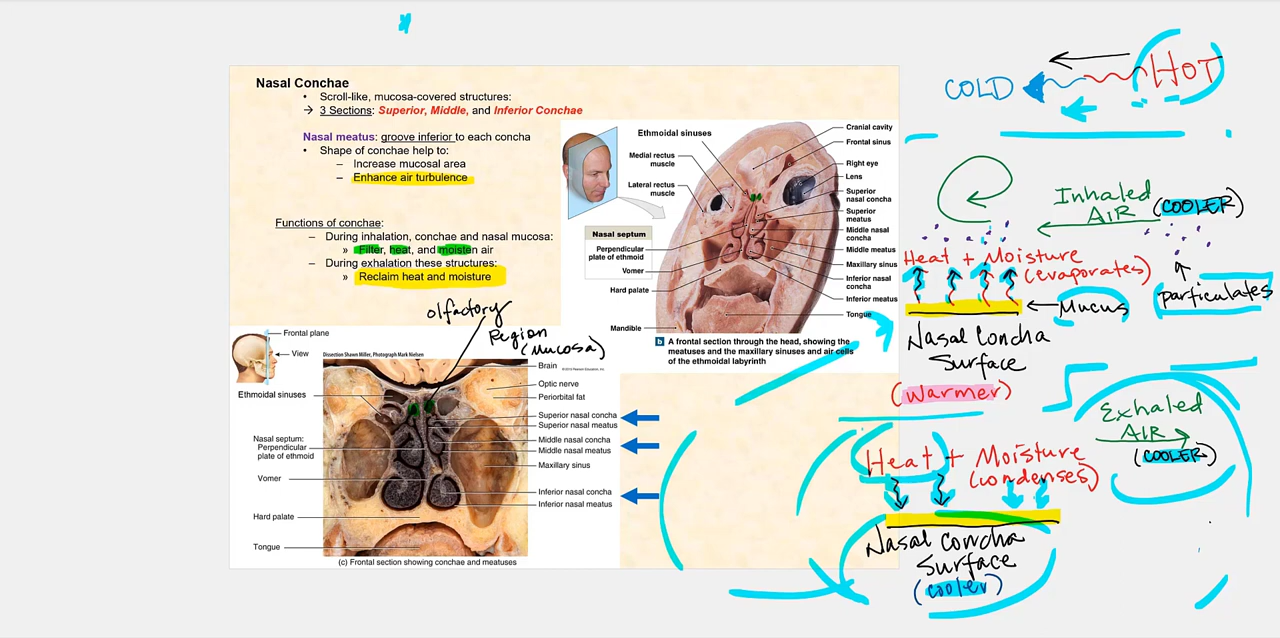 Nasal Conchae
• Scroll-like, mucosa-covered structures:
→ 3 Sections: Superior, Middle, and Inferior Conchae
Nasal meatus: groove inferior to each concha
• Shape of conchae help to:
– Increase mucosal area
– Enhance air turbulence
Functions of conchae:
– During inhalation, conchae and nasal mucosa:
» Filter, heat, and moisten air
– During exhalation these structures:
» Reclaim heat and moisture
olfactory
Region
(Mucosa)
Ethmoidal sinuses
Medial rectus
muscle
Lateral rectus
muscle
Nasal septum
Perpendicular
plate of ethmoid
Vomer
Hard palate
Mandible
Cranial cavity
Frontal sinus
Right eye
Lens
Superior
nasal concha
Superior
meatus
Middle nasal
concha
Middle meatus
Maxillary sinus
Inferior nasal
concha
Inferior meatus
Tongue
b A frontal section through the head, showing the
meatuses and the maxillary sinuses and air cells
of the ethmoidal labyrinth
Frontal plane
View
Dissection Shawn Miller, Photograph Mark Nielsen
Ethmoidal sinuses
Nasal septum:
Perpendicular
plate of ethmoid
Vomer
Hard palate
Tongue
Brain
Optic nerve
Periorbital fat
Superior nasal concha
Superior nasal meatus
Middle nasal concha
Middle nasal meatus
Maxillary sinus
Inferior nasal concha
Inferior nasal meatus
(c) Frontal section showing conchae and meatuses
COLD
HOT
Inhaled
AIR
(COOLER)
Heat + Moisture
(evaporates)
particulates
Mucus
Nasal Concha
Surface
(Warmer)
Exhaled
AIR
(COOLER)
Heat + Moisture
(condenses)
Nasal Concha
Surface
(cooler)